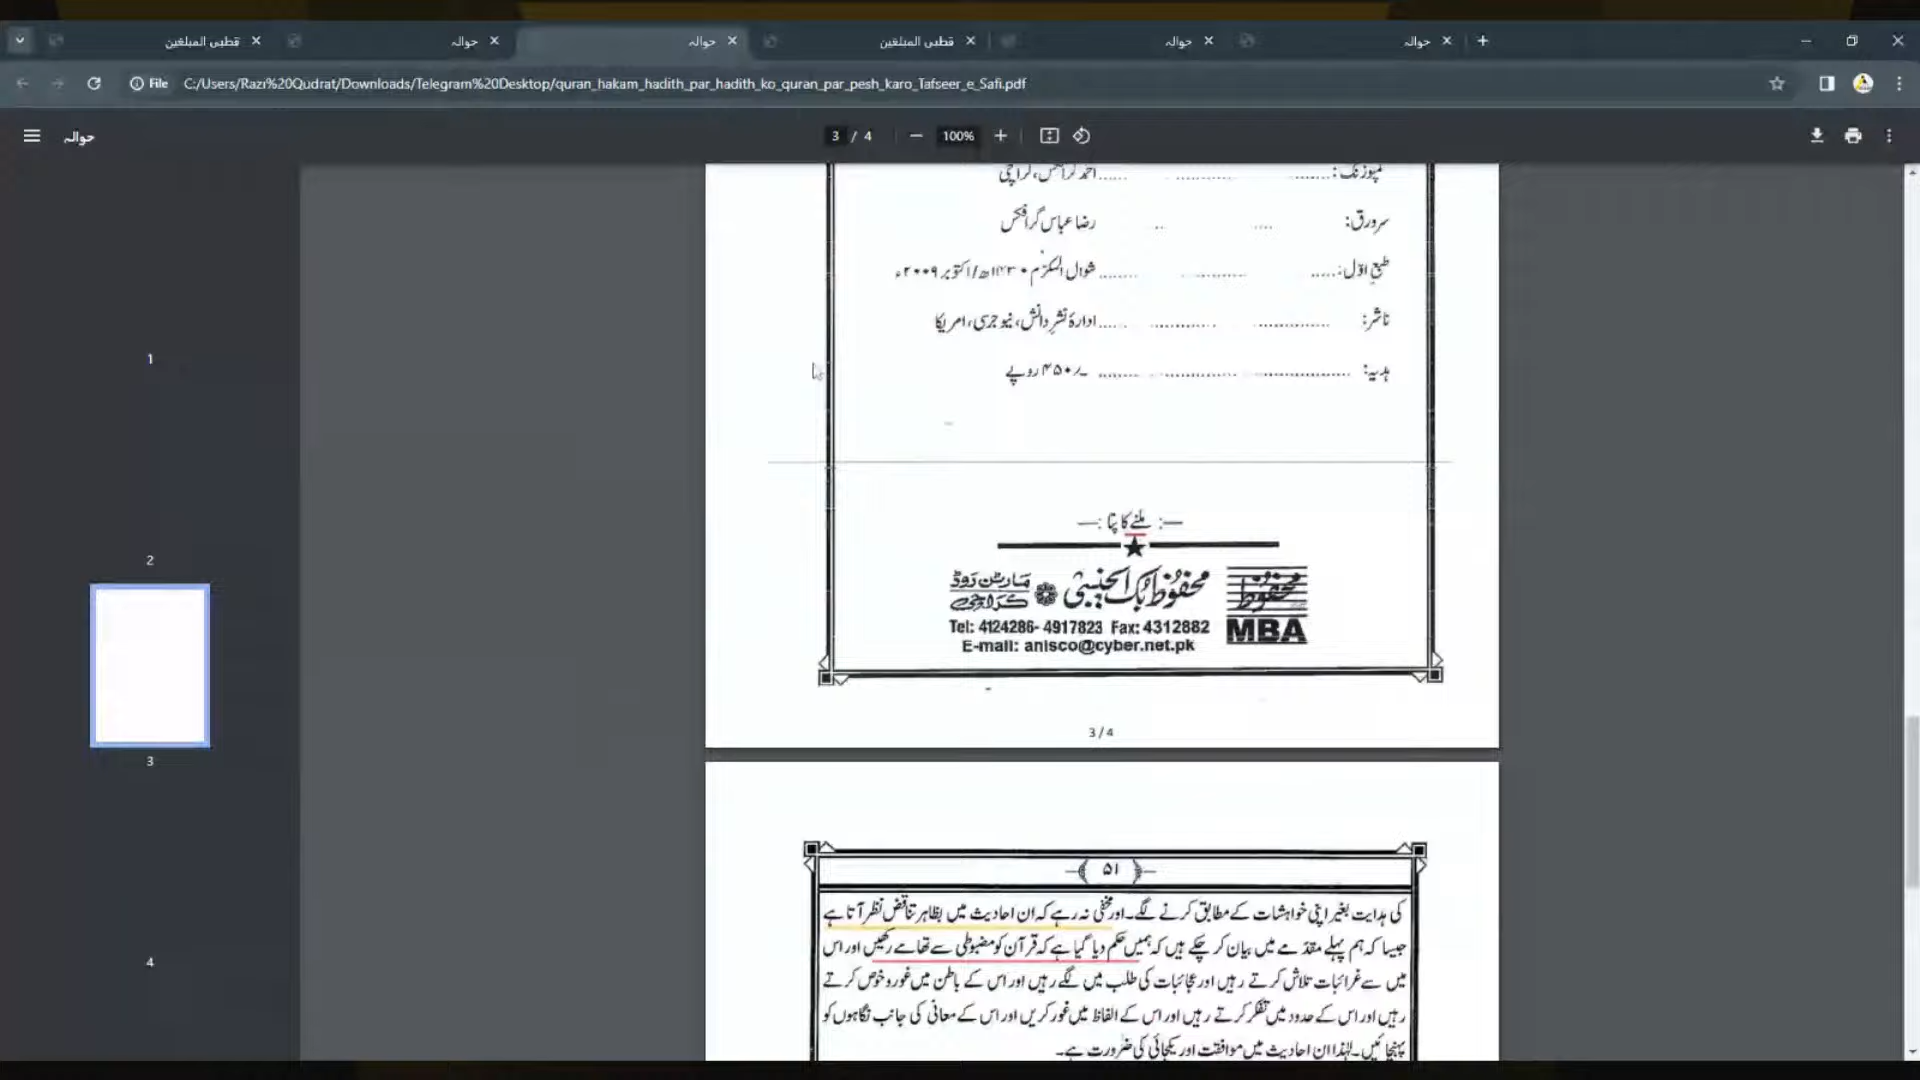 قطبی المبلغین
حوالہ
حوالہ
قطبی المبلغین
حوالہ
حوالہ
File C:/Users/Razi%20Qudrat/Downloads/Telegram%20Desktop/quran_hakam_hadith_par_hadith_ko_quran_par_pesh_karo_Tafseer_e_Safi.pdf
حوالہ
3 / 4
100%
1
2
3
4
کمپوزنگ: احمد گرافکس، کراچی
سرورق: رضا عباس گرافکس
طبع اوّل: شوال المکرّم ۱۴۳۰ھ/اکتوبر ۲۰۰۹ء
ناشر: ادارۂ نشرِ دانش، نیو جرسی، امریکا
ہدیہ: ۴۵۰/= روپے
—: ملنے کا پتا :—
محفوظ بک ایجنسی مارٹن روڈ کراچی
محفوظ
MBA
Tel: 4124286- 4917823 Fax: 4312882
E-mail: anisco@cyber.net.pk
3 / 4
۵۱
کی ہدایت بغیر اپنی خواہشات کے مطابق کرنے لگے۔ اور مخفی نہ رہے کہ ان احادیث میں بظاہر تناقض نظر آتا ہے
جیسا کہ ہم پہلے مقدّمے میں بیان کر چکے ہیں کہ ہمیں حکم دیا گیا ہے کہ قرآن کو مضبوطی سے تھامے رکھیں اور اس
میں سے غرائبات تلاش کرتے رہیں اور عجائبات کی طلب میں لگے رہیں اور اس کے باطن میں غور و خوض کرتے
رہیں اور اس کے حدود میں تفکر کرتے رہیں اور اس کے الفاظ میں غور کریں اور اس کے معانی کی جانب نگاہوں کو
پہنچائیں۔ لہٰذا ان احادیث میں موافقت اور یکجائی کی ضرورت ہے۔